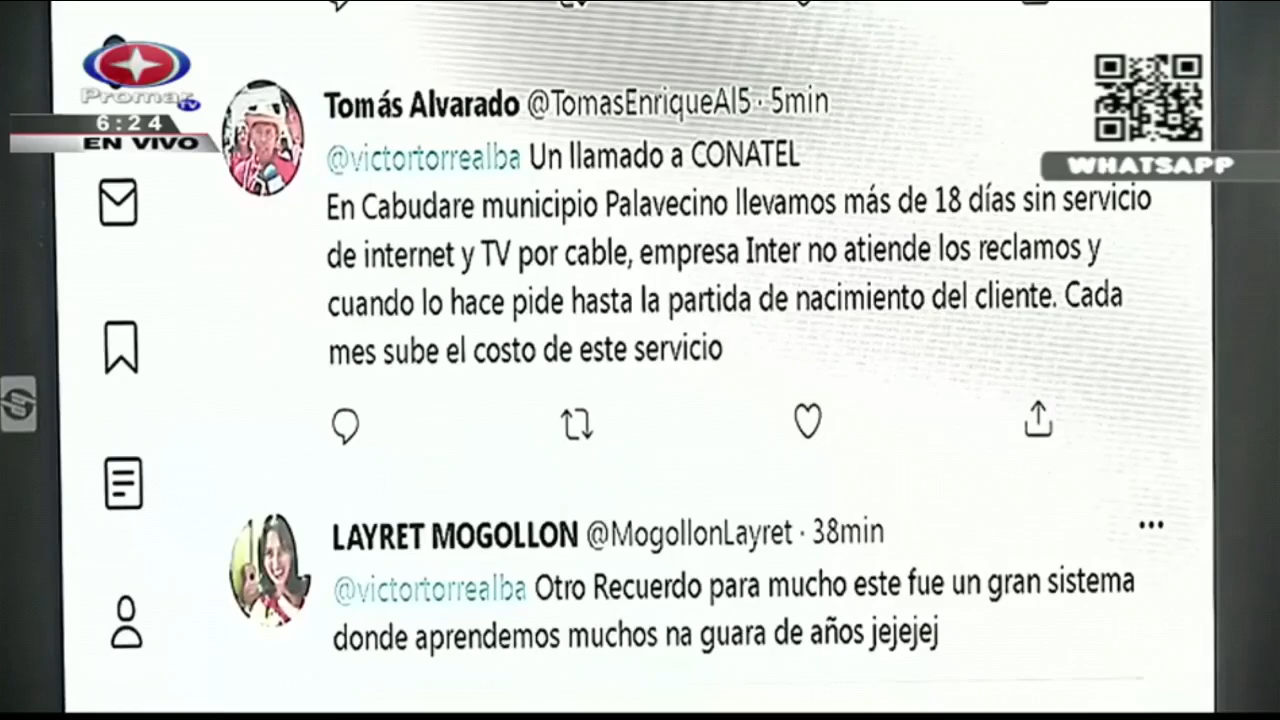 Promar TV
6:24
EN VIVO
WHATSAPP
Tomás Alvarado @TomasEnriqueAl5 · 5min
@victortorrealba Un llamado a CONATEL
En Cabudare municipio Palavecino llevamos más de 18 días sin servicio
de internet y TV por cable, empresa Inter no atiende los reclamos y
cuando lo hace pide hasta la partida de nacimiento del cliente. Cada
mes sube el costo de este servicio
LAYRET MOGOLLON @MogollonLayret · 38min
@victortorrealba Otro Recuerdo para mucho este fue un gran sistema
donde aprendemos muchos na guara de años jejejej